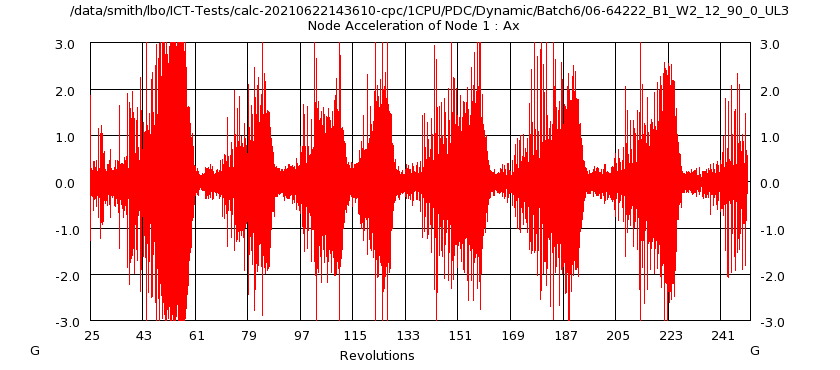 /data/smith/lbo/ICT-Tests/calc-20210622143610-cpc/1CPU/PDC/Dynamic/Batch6/06-64222_B1_W2_12_90_0_UL3
Node Acceleration of Node 1 : Ax
3.0 3.0
2.0 2.0
1.0 1.0
0.0 0.0
-1.0 -1.0
-2.0 -2.0
-3.0 -3.0
25 43 61 79 97 115 133 151 169 187 205 223 241
G G
Revolutions